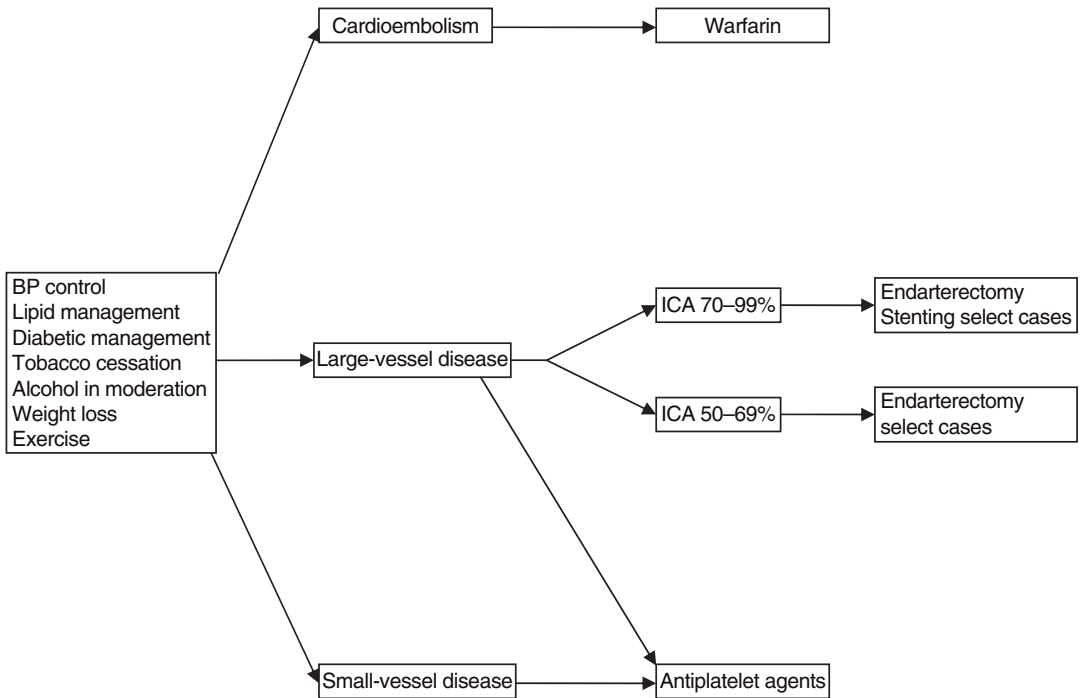 Cardioembolism
Warfarin
BP control
Lipid management
Diabetic management
Tobacco cessation
Alcohol in moderation
Weight loss
Exercise
Large-vessel disease
ICA 70–99%
Endarterectomy
Stenting select cases
ICA 50–69%
Endarterectomy
select cases
Small-vessel disease
Antiplatelet agents